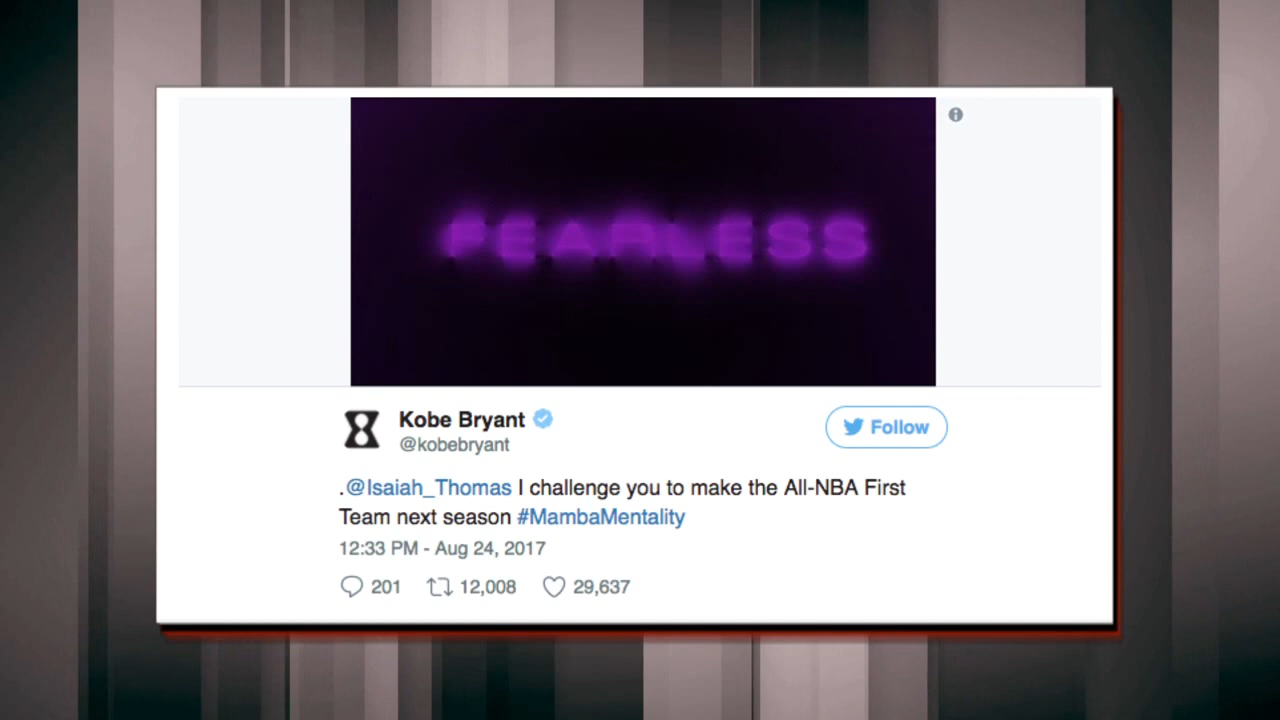 FEARLESS
Kobe Bryant
@kobebryant
Follow
.@Isaiah_Thomas I challenge you to make the All-NBA First
Team next season #MambaMentality
12:33 PM - Aug 24, 2017
201 12,008 29,637